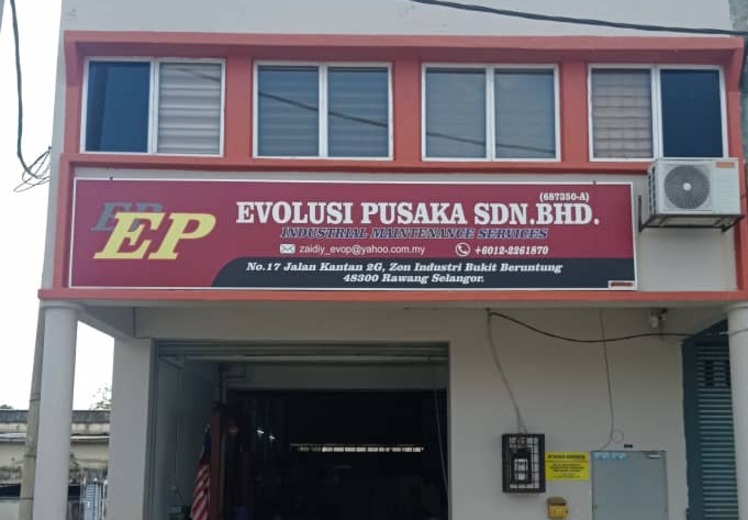 EP
EP
EVOLUSI PUSAKA SDN.BHD.
(687350-A)
INDUSTRIAL MAINTENANCE SERVICES
zaidiy_evop@yahoo.com.my
+6012-2261870
No.17 Jalan Kantan 2G, Zon Industri Bukit Beruntung
48300 Rawang Selangor.